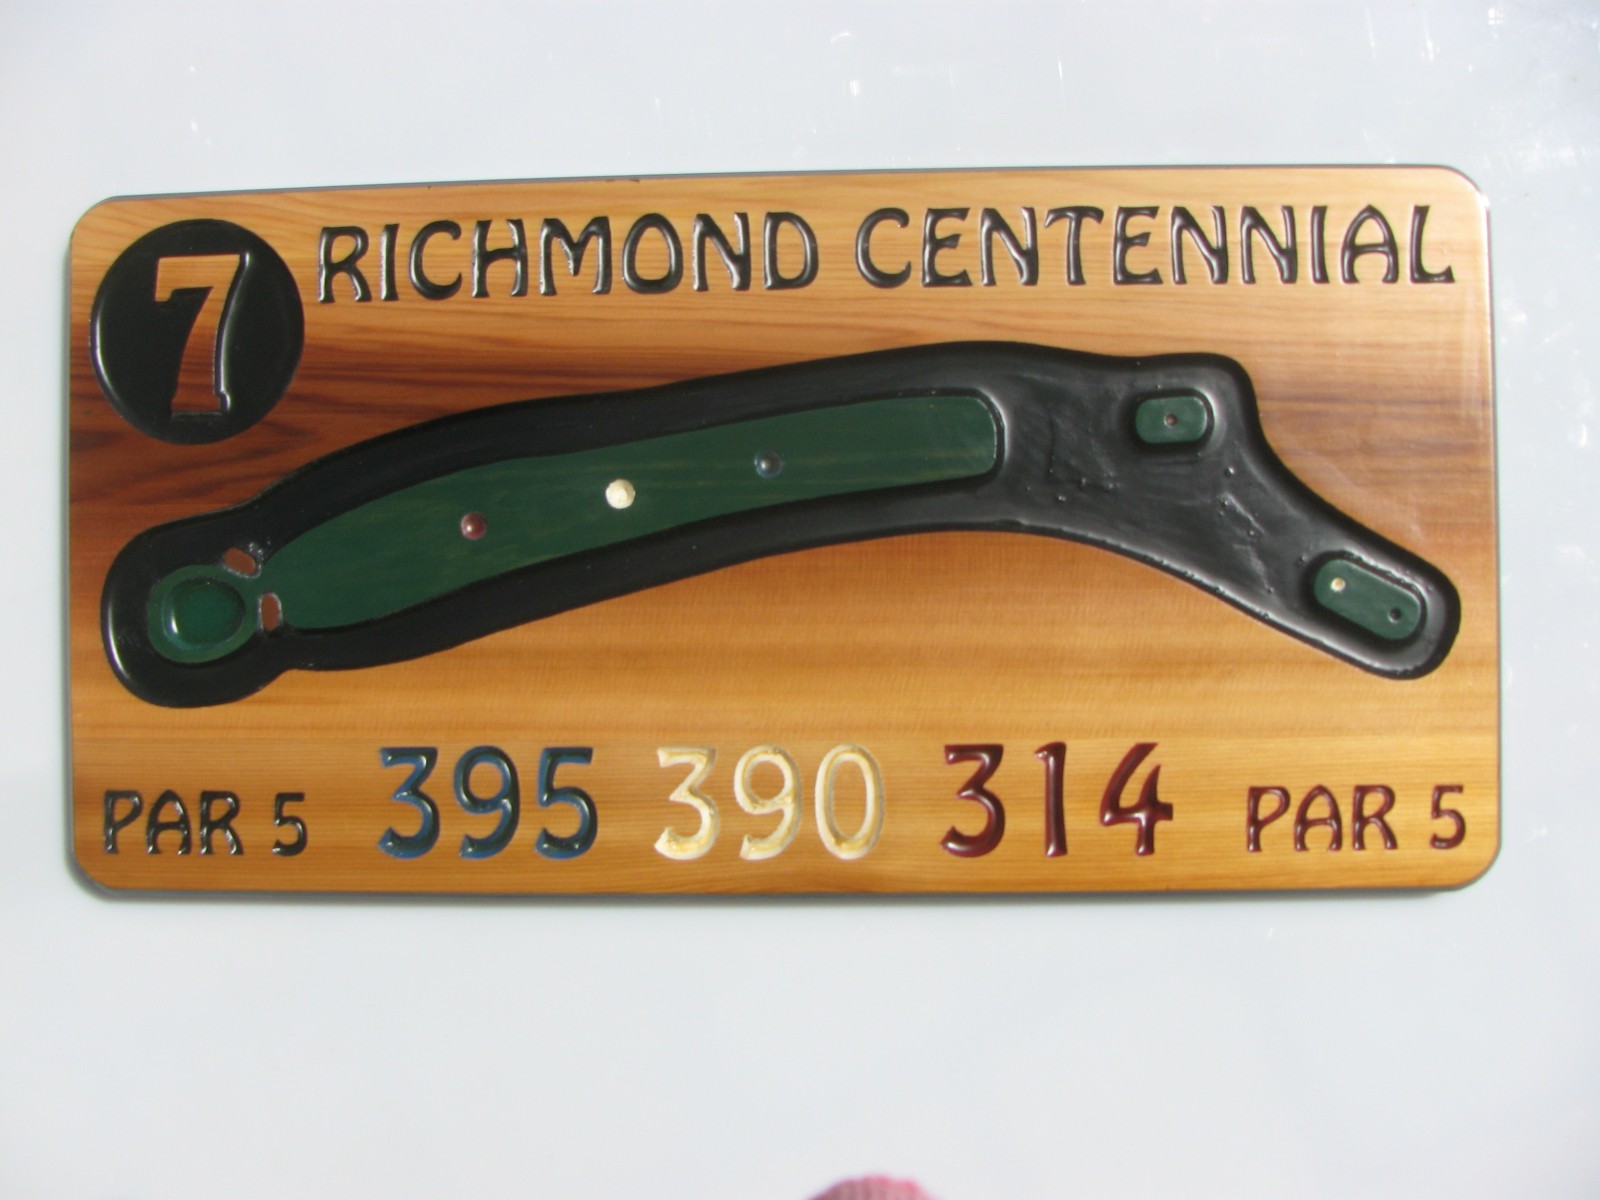 7 RICHMOND CENTENNIAL
PAR 5 395 390 314 PAR 5